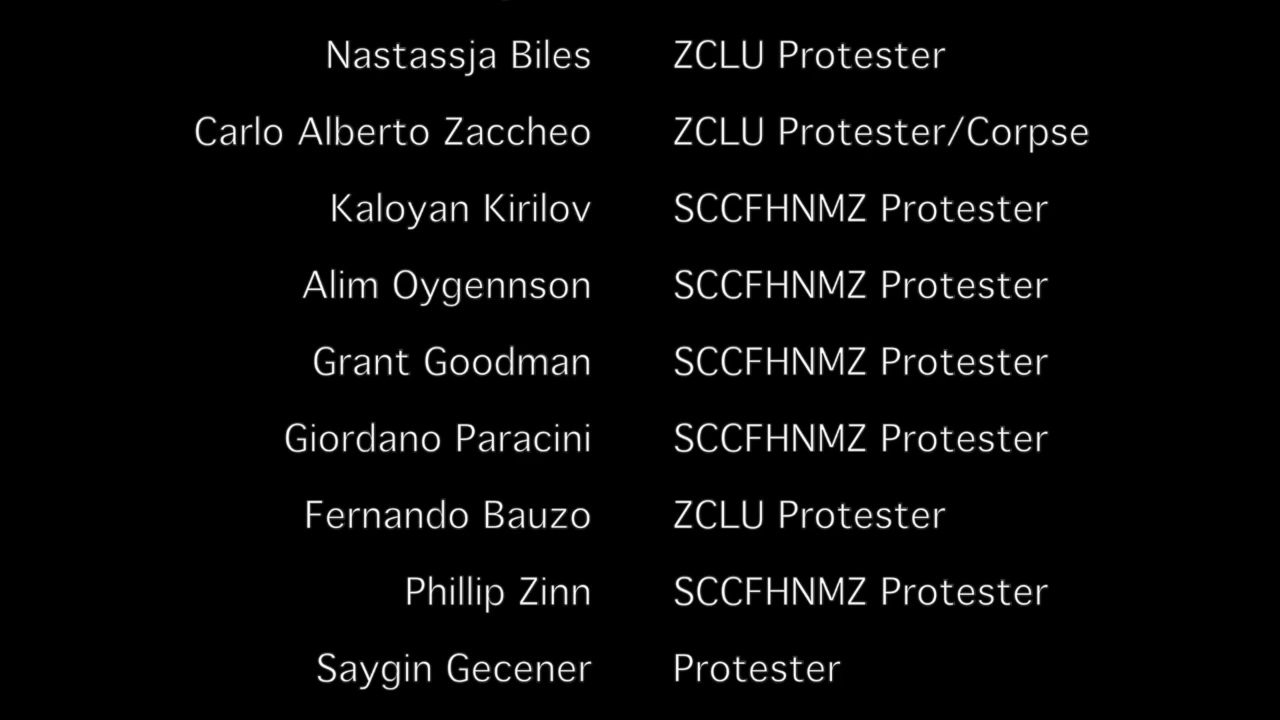 Nastassja Biles ZCLU Protester
Carlo Alberto Zaccheo ZCLU Protester/Corpse
Kaloyan Kirilov SCCFHNMZ Protester
Alim Oygennson SCCFHNMZ Protester
Grant Goodman SCCFHNMZ Protester
Giordano Paracini SCCFHNMZ Protester
Fernando Bauzo ZCLU Protester
Phillip Zinn SCCFHNMZ Protester
Saygin Gecener Protester